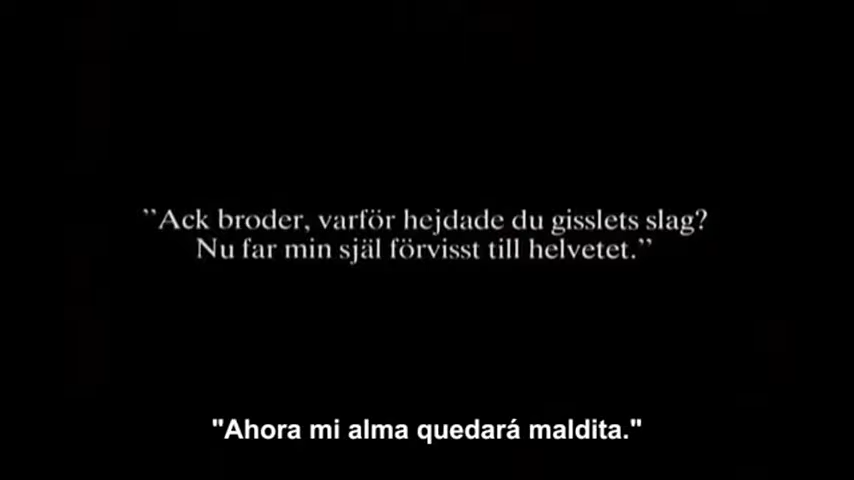 ”Ack broder, varför hejdade du gisslets slag?
Nu far min själ förvisst till helvetet.”
"Ahora mi alma quedará maldita."